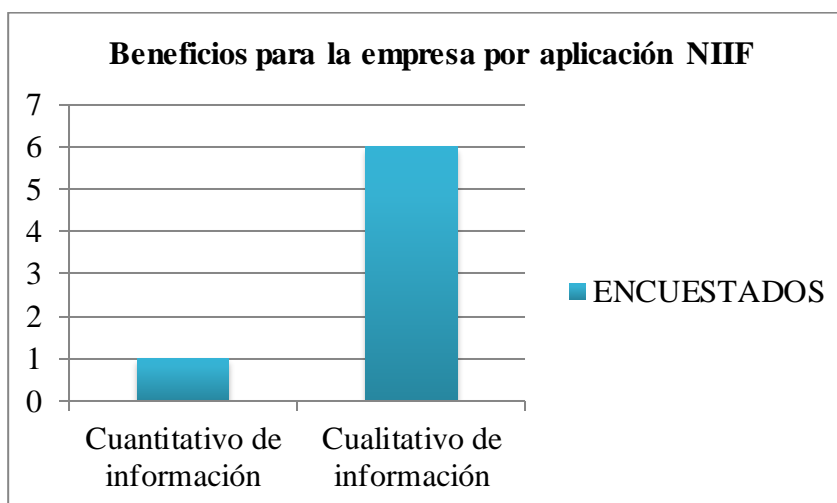 Beneficios para la empresa por aplicación NIIF
7
6
5
4
3
2
1
0
Cuantitativo de
información
Cualitativo de
información
ENCUESTADOS